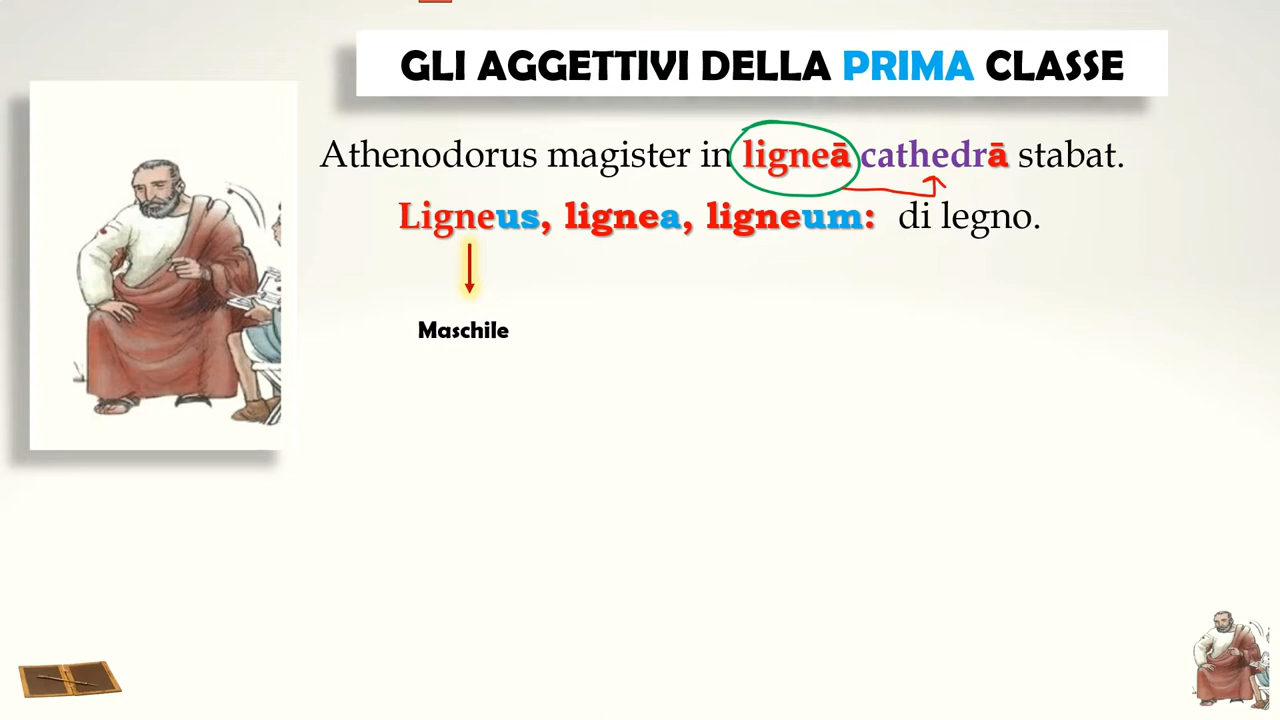 GLI AGGETTIVI DELLA PRIMA CLASSE
Athenodorus magister in ligneā cathedrā stabat.
Ligneus, lignea, ligneum: di legno.
Maschile